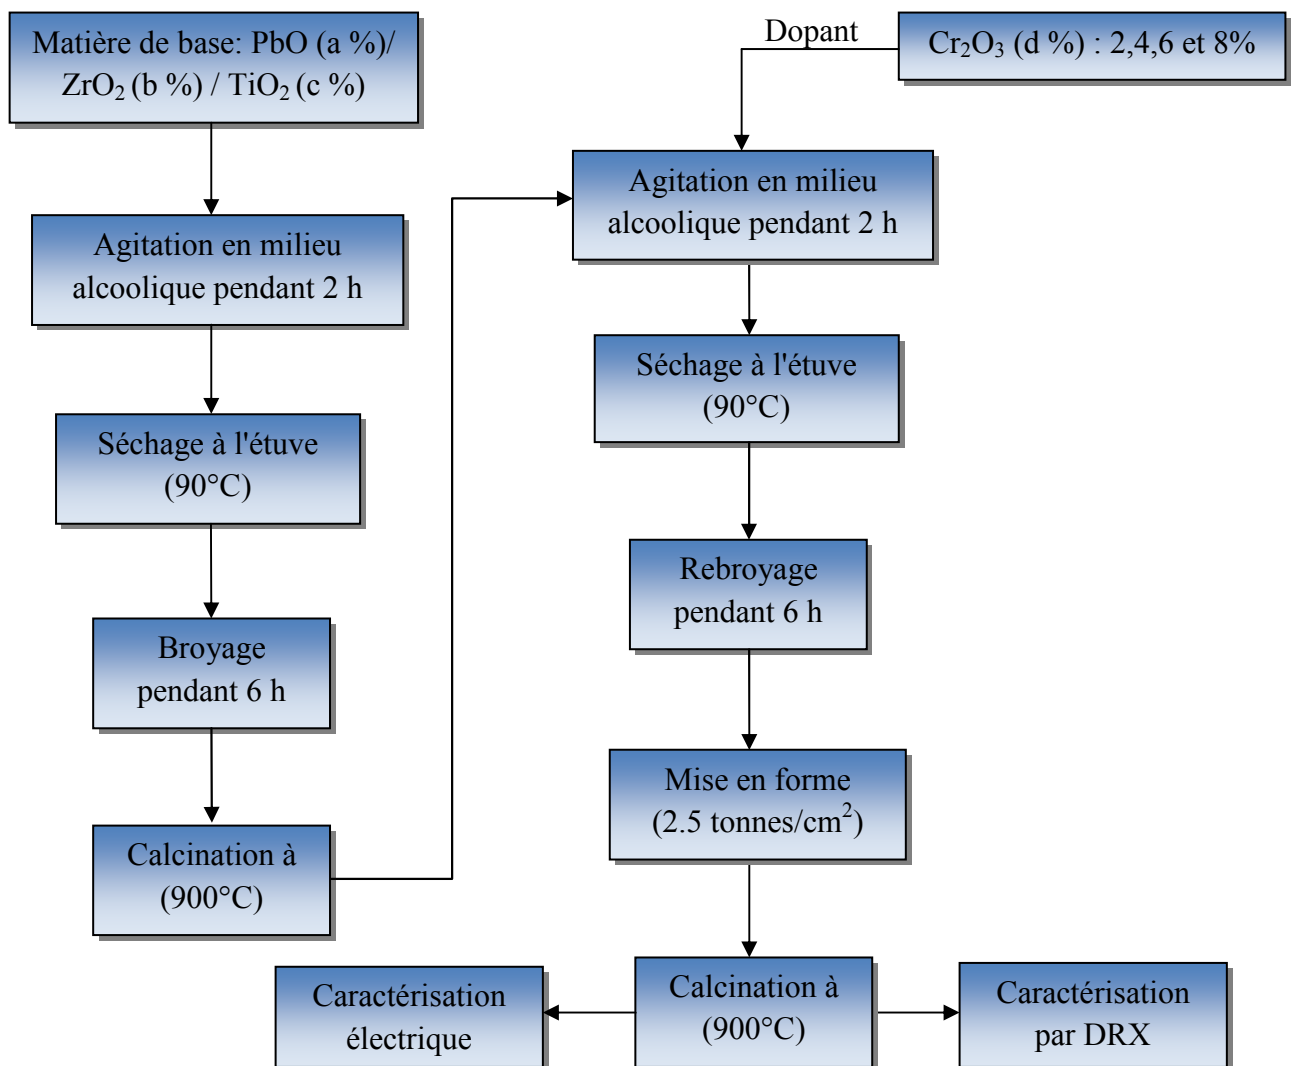 Matière de base: PbO (a %)/
ZrO₂ (b %) / TiO₂ (c %)
Agitation en milieu
alcoolique pendant 2 h
Séchage à l'étuve
(90°C)
Broyage
pendant 6 h
Calcination à
(900°C)
Dopant
Cr₂O₃ (d %) : 2,4,6 et 8%
Agitation en milieu
alcoolique pendant 2 h
Séchage à l'étuve
(90°C)
Rebroyage
pendant 6 h
Mise en forme
(2.5 tonnes/cm²)
Calcination à
(900°C)
Caractérisation
électrique
Caractérisation
par DRX